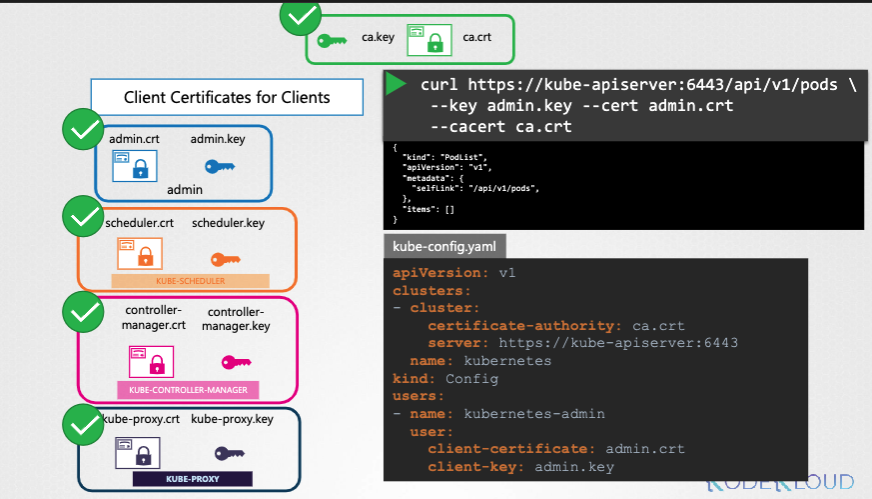 ca.key ca.crt
Client Certificates for Clients
admin.crt admin.key
admin
scheduler.crt scheduler.key
KUBE-SCHEDULER
controller-
manager.crt
controller-
manager.key
KUBE-CONTROLLER-MANAGER
kube-proxy.crt kube-proxy.key
KUBE-PROXY
curl https://kube-apiserver:6443/api/v1/pods \
--key admin.key --cert admin.crt
--cacert ca.crt
{
"kind": "PodList",
"apiVersion": "v1",
"metadata": {
"selfLink": "/api/v1/pods",
},
"items": []
}
kube-config.yaml
apiVersion: v1
clusters:
- cluster:
certificate-authority: ca.crt
server: https://kube-apiserver:6443
name: kubernetes
kind: Config
users:
- name: kubernetes-admin
user:
client-certificate: admin.crt
client-key: admin.key
KODEKLOUD